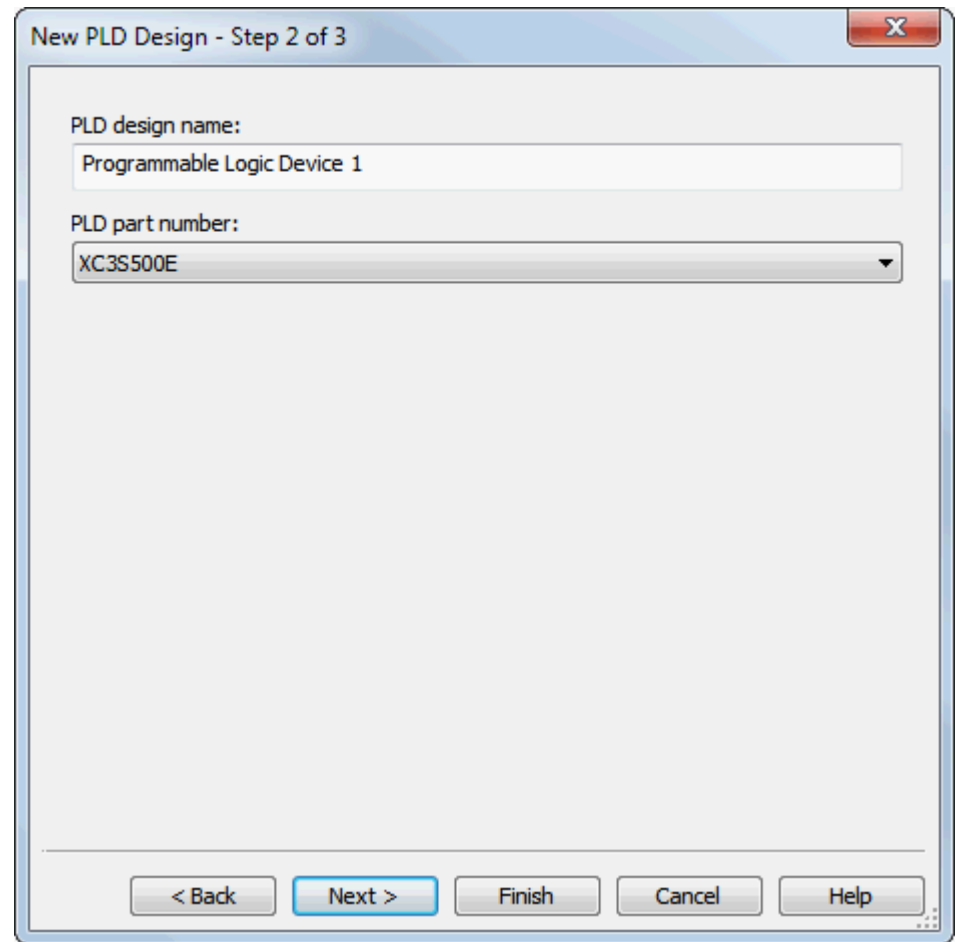 New PLD Design - Step 2 of 3
PLD design name:
Programmable Logic Device 1
PLD part number:
XC3S500E
< Back Next > Finish Cancel Help